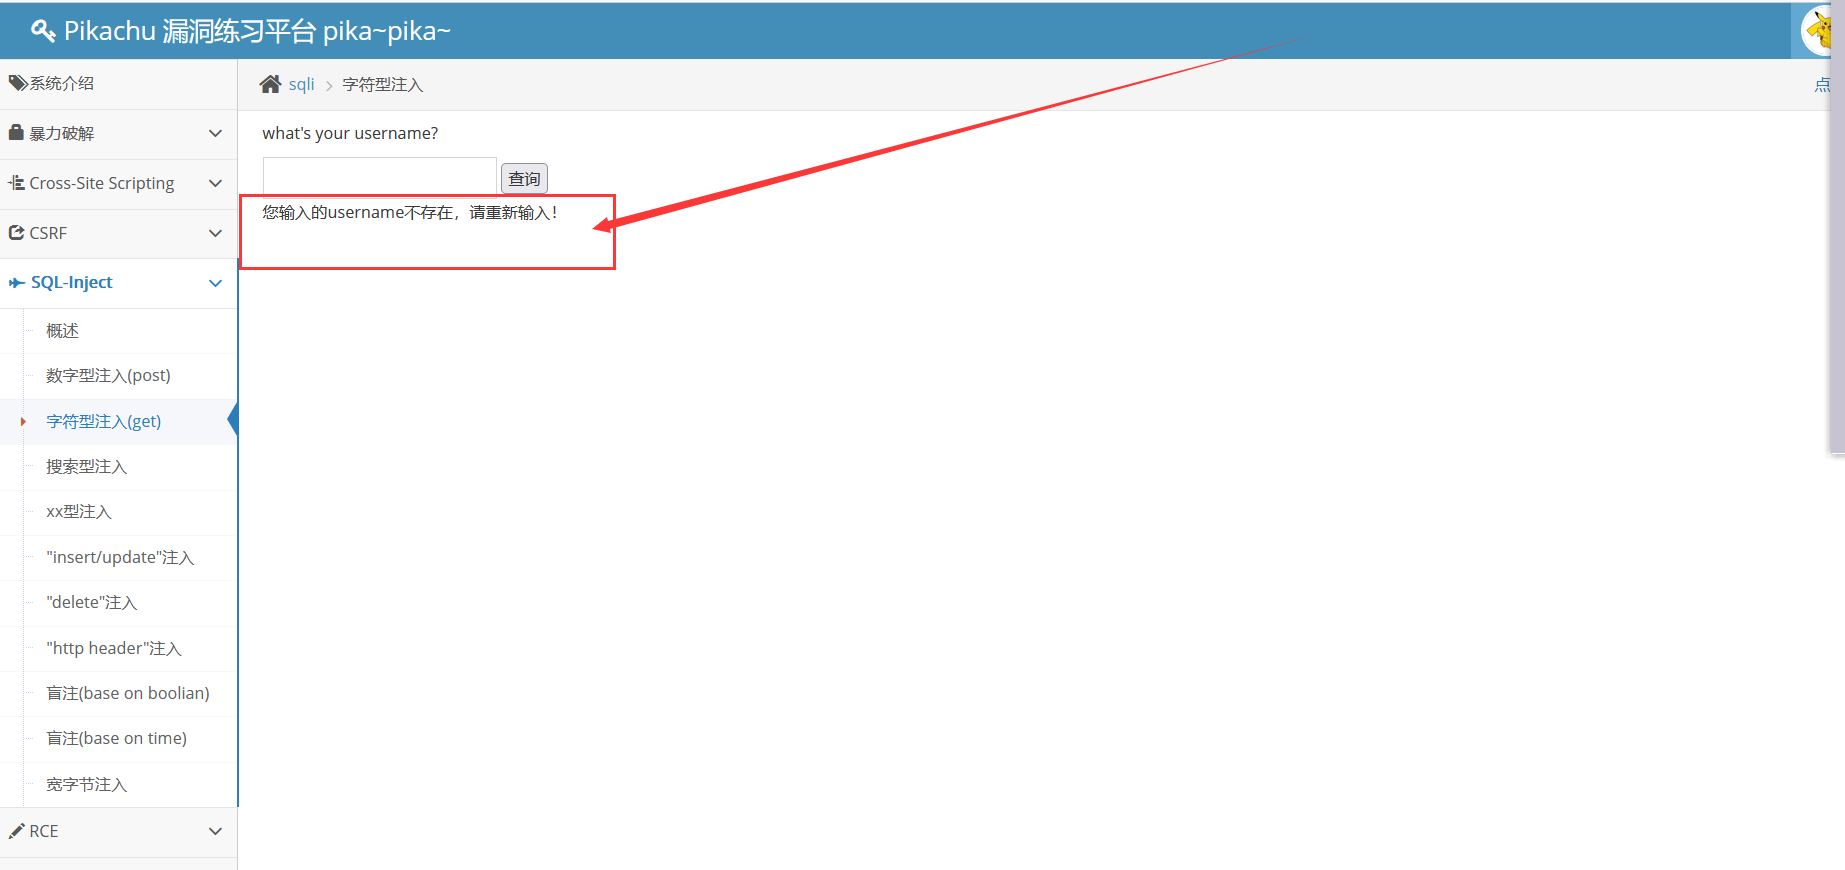 Pikachu 漏洞练习平台 pika~pika~
系统介绍
暴力破解
Cross-Site Scripting
CSRF
SQL-Inject
概述
数字型注入(post)
字符型注入(get)
搜索型注入
xx型注入
"insert/update"注入
"delete"注入
"http header"注入
盲注(base on boolian)
盲注(base on time)
宽字节注入
RCE
sqli > 字符型注入
点
what's your username?
查询
您输入的username不存在，请重新输入！